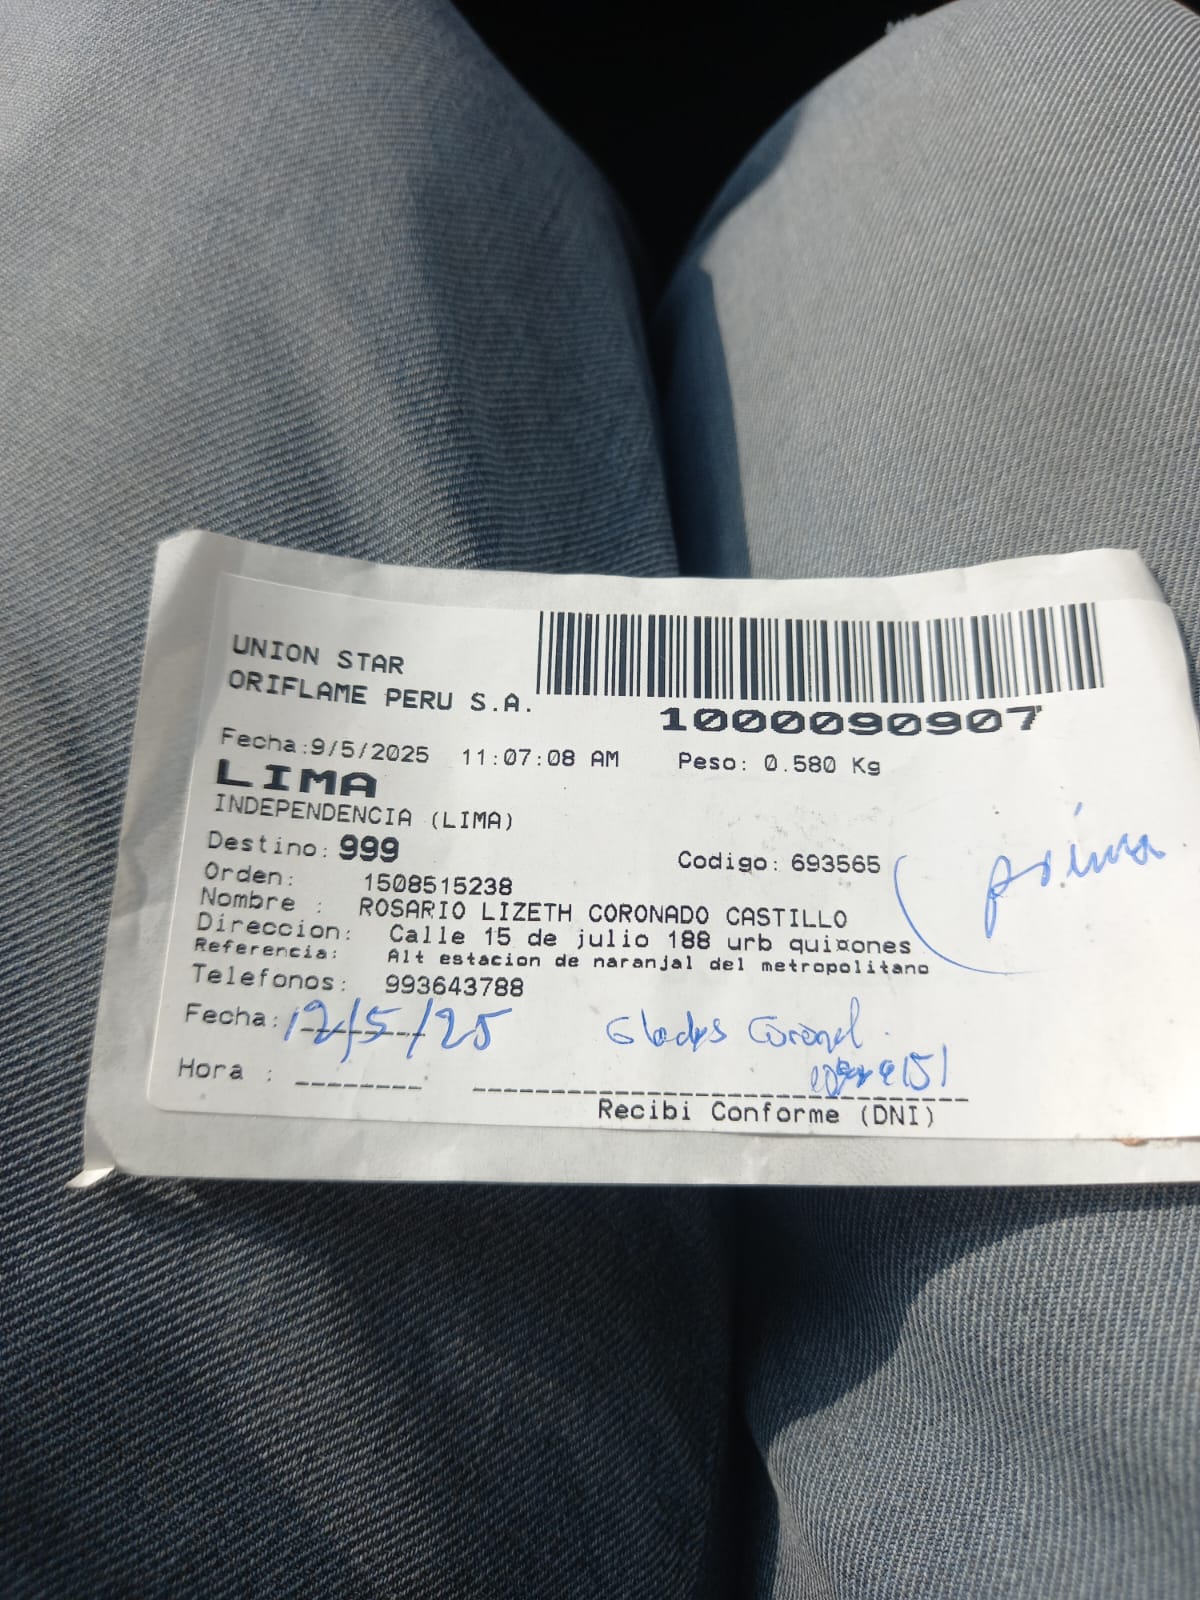 UNION STAR
ORIFLAME PERU S.A.
1000090907
Fecha:9/5/2025 11:07:08 AM Peso: 0.580 Kg
LIMA
INDEPENDENCIA (LIMA)
Destino: 999 Codigo: 693565
prima
Orden: 1508515238
Nombre : ROSARIO LIZETH CORONADO CASTILLO
Direccion: Calle 15 de julio 188 urb quixones
Referencia: Alt estacion de naranjal del metropolitano
Telefonos: 993643788
Fecha: 12/5/25 Gladys Coronel
Hora :
Recibi Conforme (DNI)